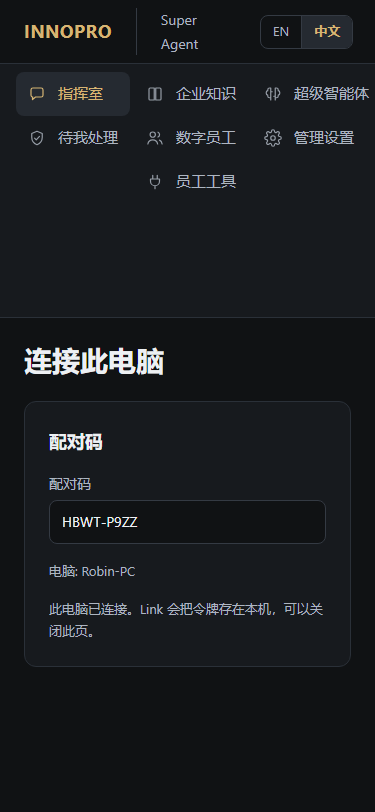 INNOPRO
Super
Agent
EN
中文
指挥室
企业知识
超级智能体
待我处理
数字员工
管理设置
员工工具
连接此电脑
配对码
配对码
HBWT-P9ZZ
电脑: Robin-PC
此电脑已连接。Link 会把令牌存在本机，可以关
闭此页。